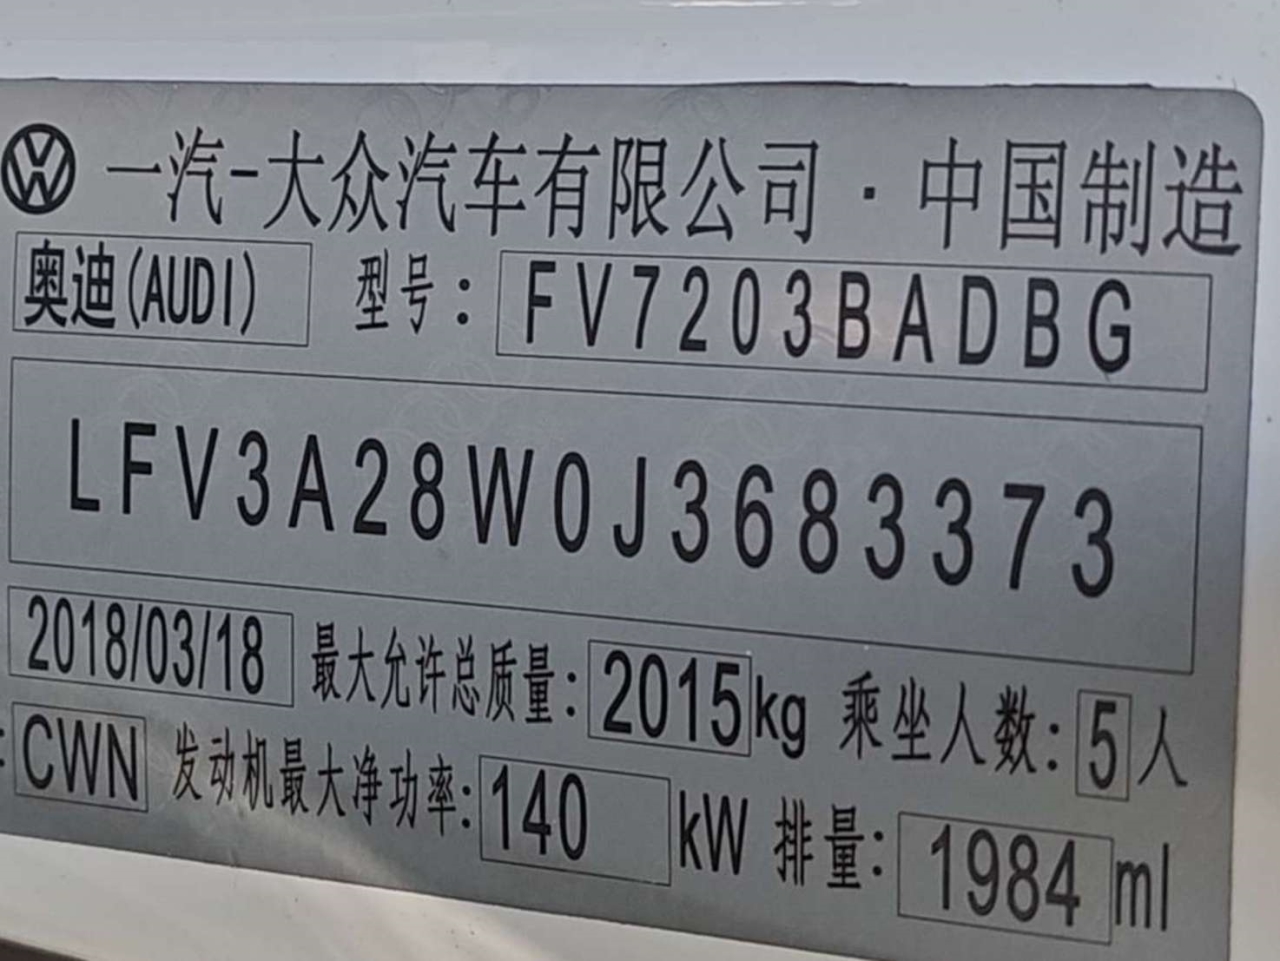 一汽-大众汽车有限公司·中国制造
奥迪(AUDI) 型号: FV7203BADBG
LFV3A28W0J3683373
2018/03/18 最大允许总质量: 2015kg 乘坐人数: 5人
CWN 发动机最大净功率: 140 kW 排量: 1984 ml